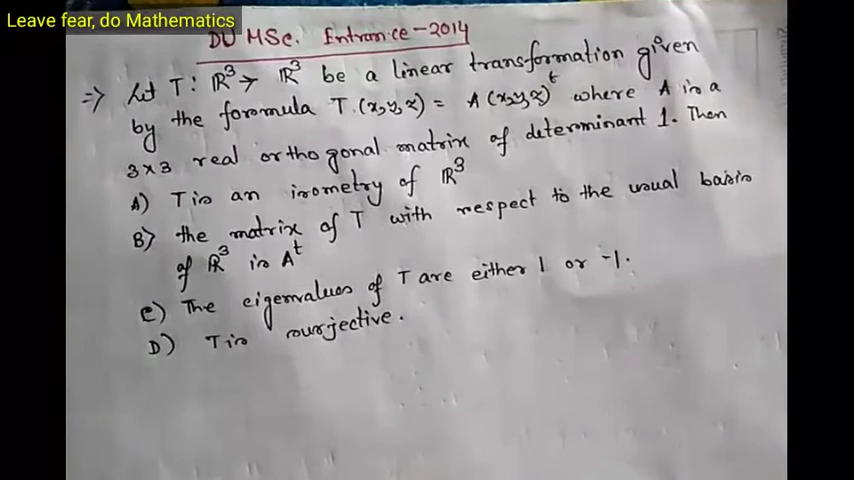 Leave fear, do Mathematics
DU MSc. Entrance-2014
=> Let T: R³ → R³ be a linear transformation given
by the formula T.(x,y,z) = A(x,y,z)ᵗ where A is a
3x3 real orthogonal matrix of determinant 1. Then
A) T is an isometry of R³
B) the matrix of T with respect to the usual basis
of R³ is Aᵗ
C) The eigenvalues of T are either 1 or -1.
D) T is surjective.